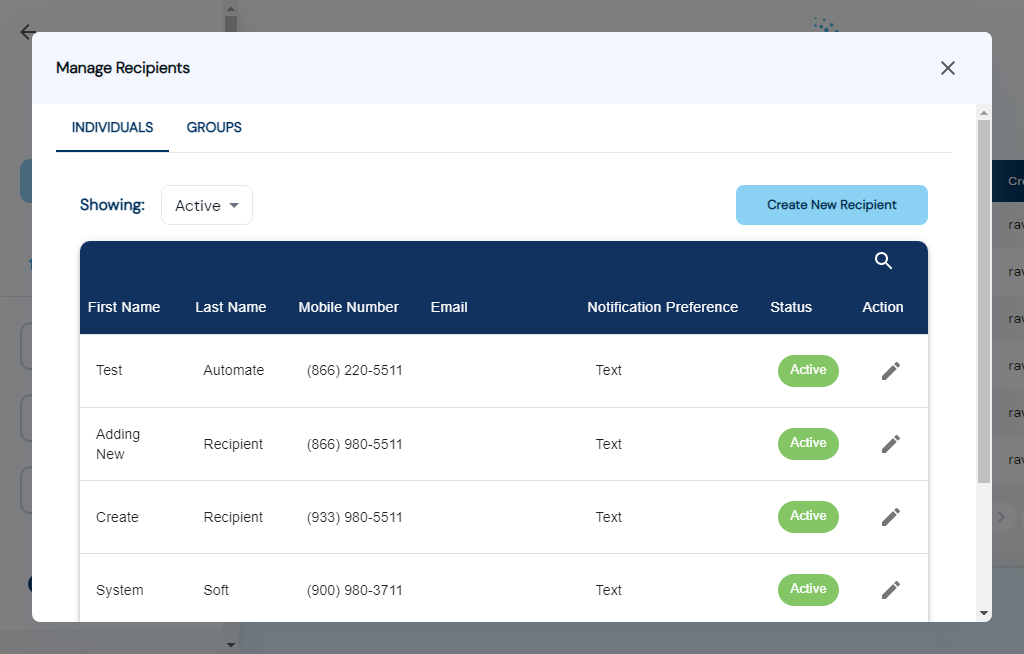 Manage Recipients
INDIVIDUALS GROUPS
Showing: Active Create New Recipient
First Name Last Name Mobile Number Email Notification Preference Status Action
Test Automate (866) 220-5511 Text Active
Adding
New Recipient (866) 980-5511 Text Active
Create Recipient (933) 980-5511 Text Active
System Soft (900) 980-3711 Text Active